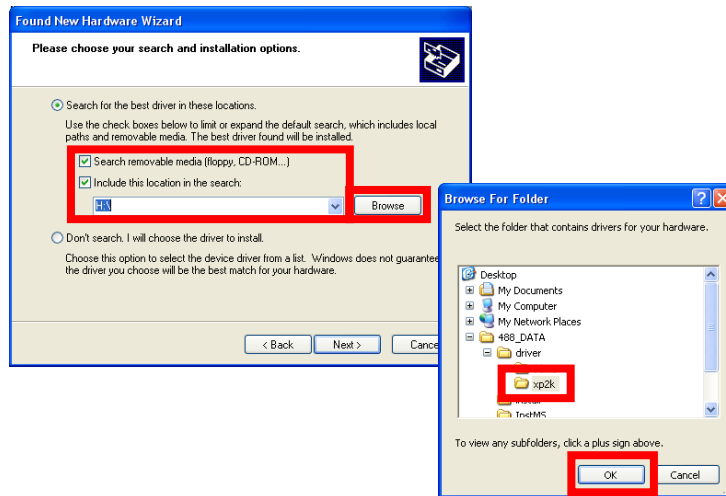 Found New Hardware Wizard
Please choose your search and installation options.
Search for the best driver in these locations.
Use the check boxes below to limit or expand the default search, which includes local
paths and removable media. The best driver found will be installed.
Search removable media (floppy, CD-ROM...)
Include this location in the search:
H:\
Browse
Don't search. I will choose the driver to install.
Choose this option to select the device driver from a list. Windows does not guarantee
the driver you choose will be the best match for your hardware.
< Back
Next >
Cance
Browse For Folder
Select the folder that contains drivers for your hardware.
Desktop
My Documents
My Computer
My Network Places
488_DATA
driver
xp2k
InstMS
To view any subfolders, click a plus sign above.
OK
Cancel